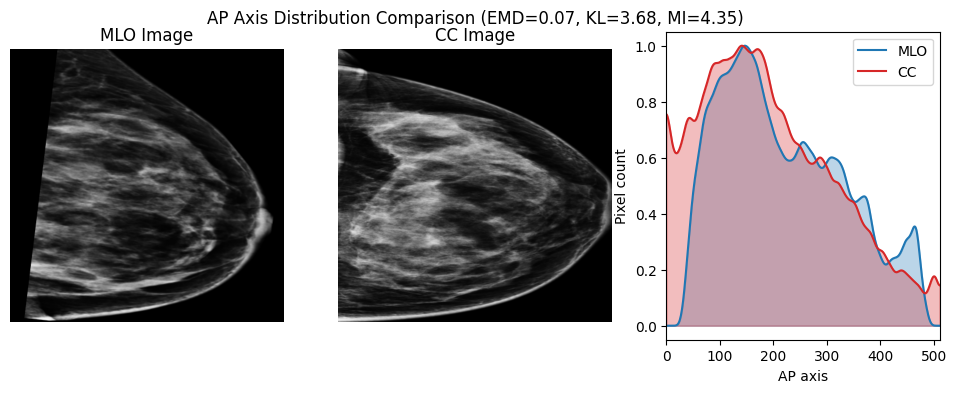 AP Axis Distribution Comparison (EMD=0.07, KL=3.68, MI=4.35)
MLO Image
CC Image
MLO
CC
Pixel count
1.0
0.8
0.6
0.4
0.2
0.0
0 100 200 300 400 500
AP axis